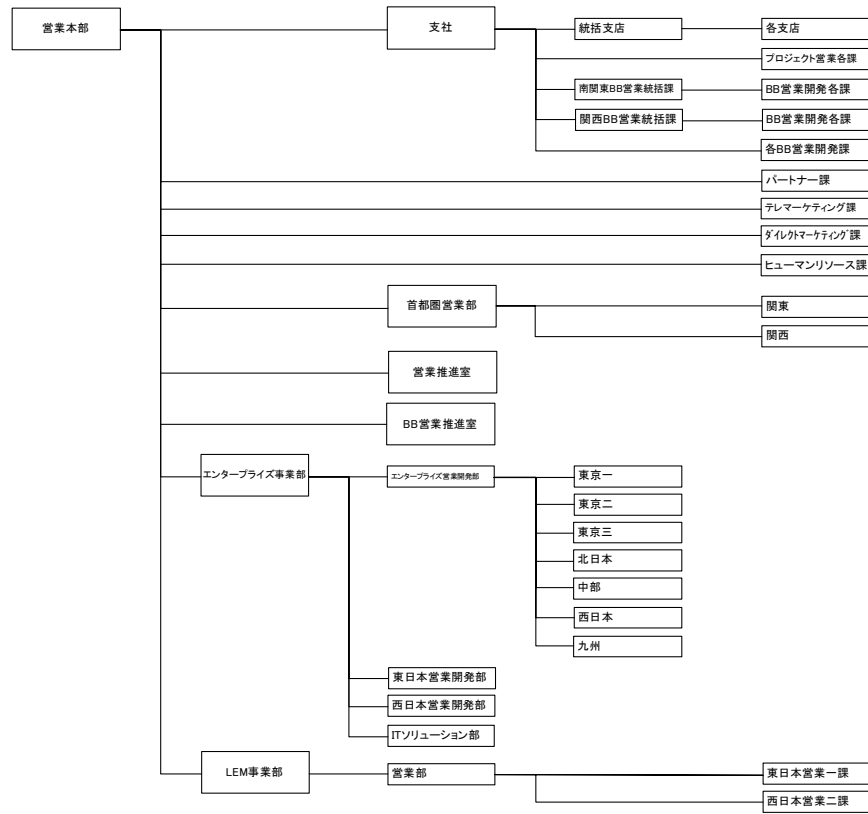 営業本部
支社
統括支店
各支店
プロジェクト営業各課
南関東BB営業統括課
BB営業開発各課
関西BB営業統括課
BB営業開発各課
各BB営業開発課
パートナー課
テレマーケティング課
ダイレクトマーケティング課
ヒューマンリソース課
首都圏営業部
関東
関西
営業推進室
BB営業推進室
エンタープライズ事業部
エンタープライズ営業開発部
東京一
東京二
東京三
北日本
中部
西日本
九州
東日本営業開発部
西日本営業開発部
ITソリューション部
LEM事業部
営業部
東日本営業一課
西日本営業二課